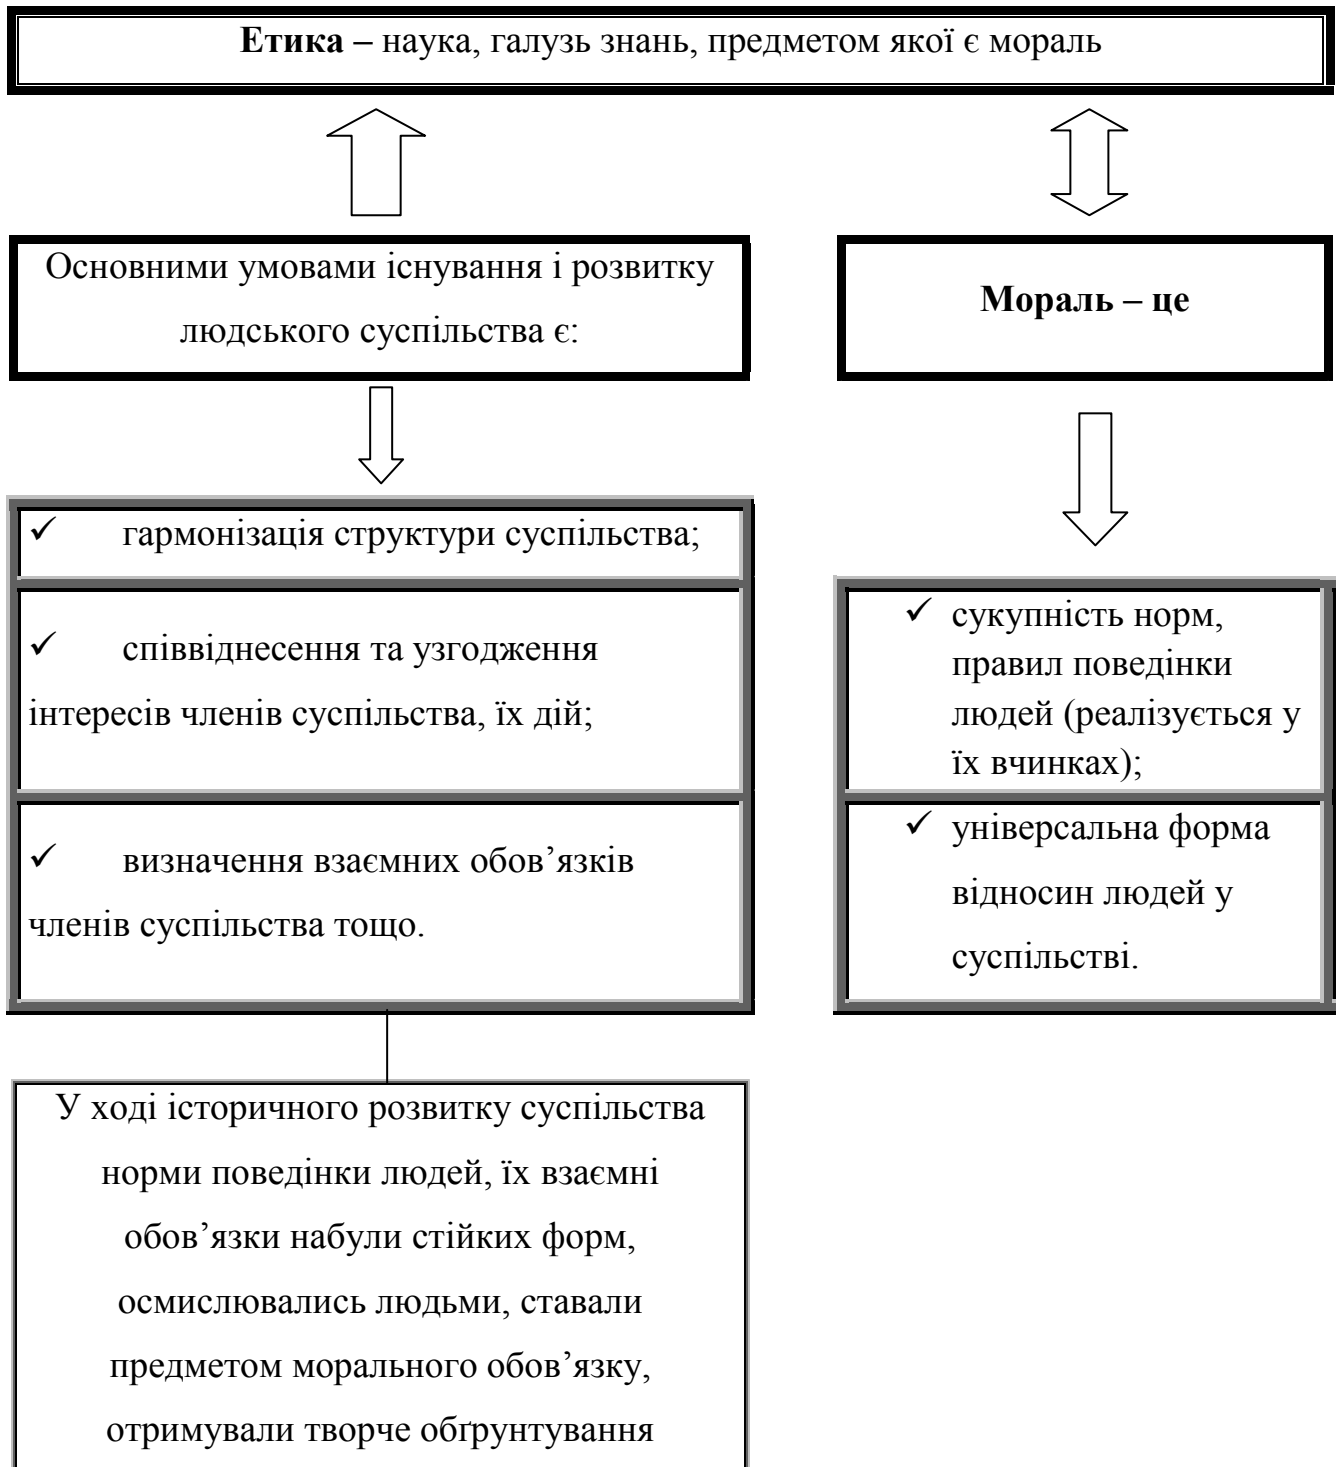 Етика – наука, галузь знань, предметом якої є мораль
Основними умовами існування і розвитку
людського суспільства є:
Мораль – це
✓ гармонізація структури суспільства;
✓ співвіднесення та узгодження
інтересів членів суспільства, їх дій;
✓ визначення взаємних обов’язків
членів суспільства тощо.
✓ сукупність норм,
правил поведінки
людей (реалізується у
їх вчинках);
✓ універсальна форма
відносин людей у
суспільстві.
У ході історичного розвитку суспільства
норми поведінки людей, їх взаємні
обов’язки набули стійких форм,
осмислювались людьми, ставали
предметом морального обов’язку,
отримували творче обґрунтування